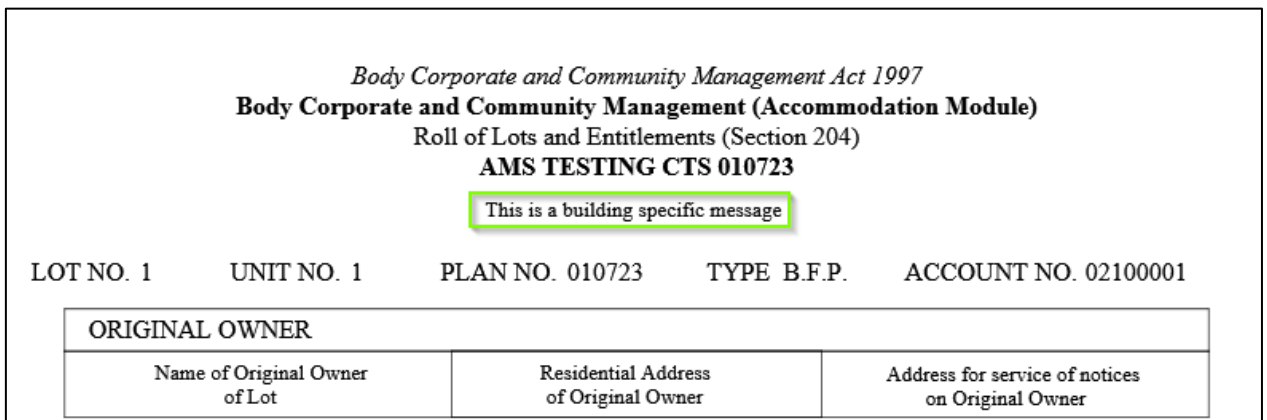 Body Corporate and Community Management Act 1997
Body Corporate and Community Management (Accommodation Module)
Roll of Lots and Entitlements (Section 204)
AMS TESTING CTS 010723
This is a building specific message
LOT NO. 1 UNIT NO. 1 PLAN NO. 010723 TYPE B.F.P. ACCOUNT NO. 02100001
ORIGINAL OWNER
Name of Original Owner
of Lot
Residential Address
of Original Owner
Address for service of notices
on Original Owner